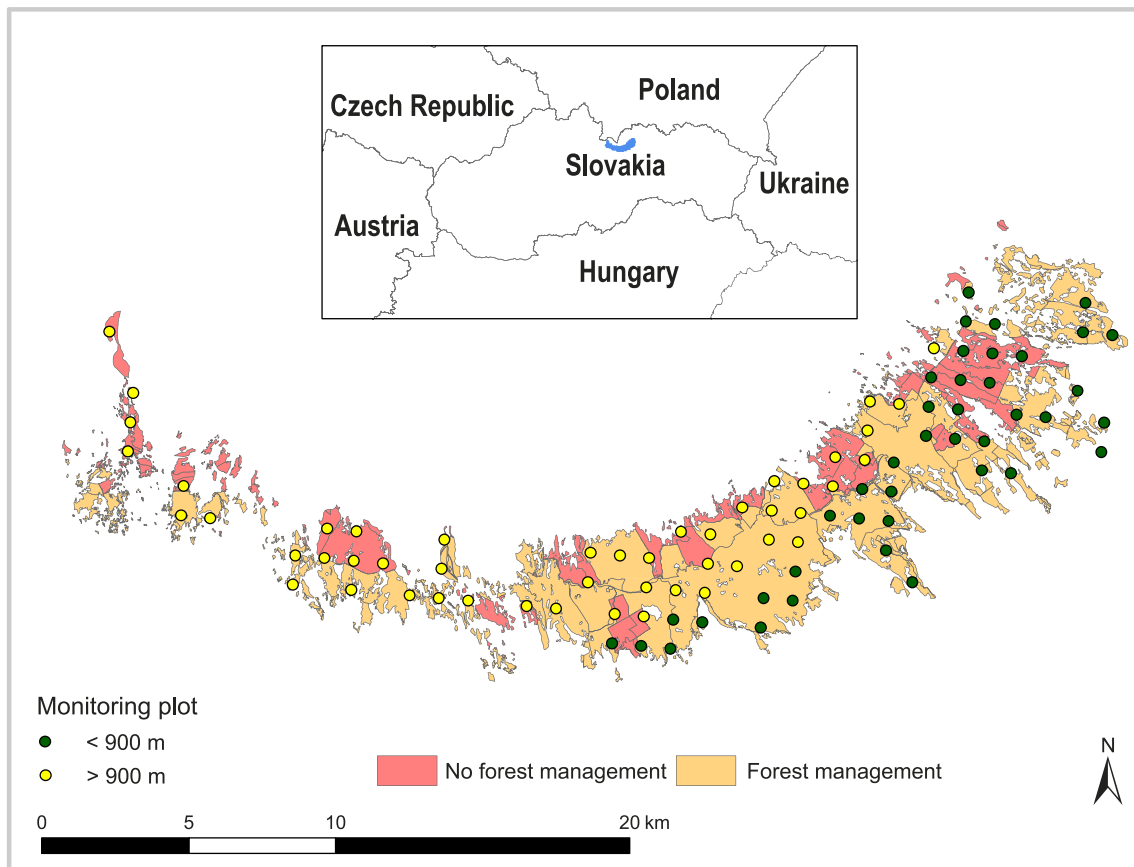 Czech Republic
Poland
Slovakia
Ukraine
Austria
Hungary
Monitoring plot
< 900 m
> 900 m
No forest management
Forest management
N
0 5 10 20 km